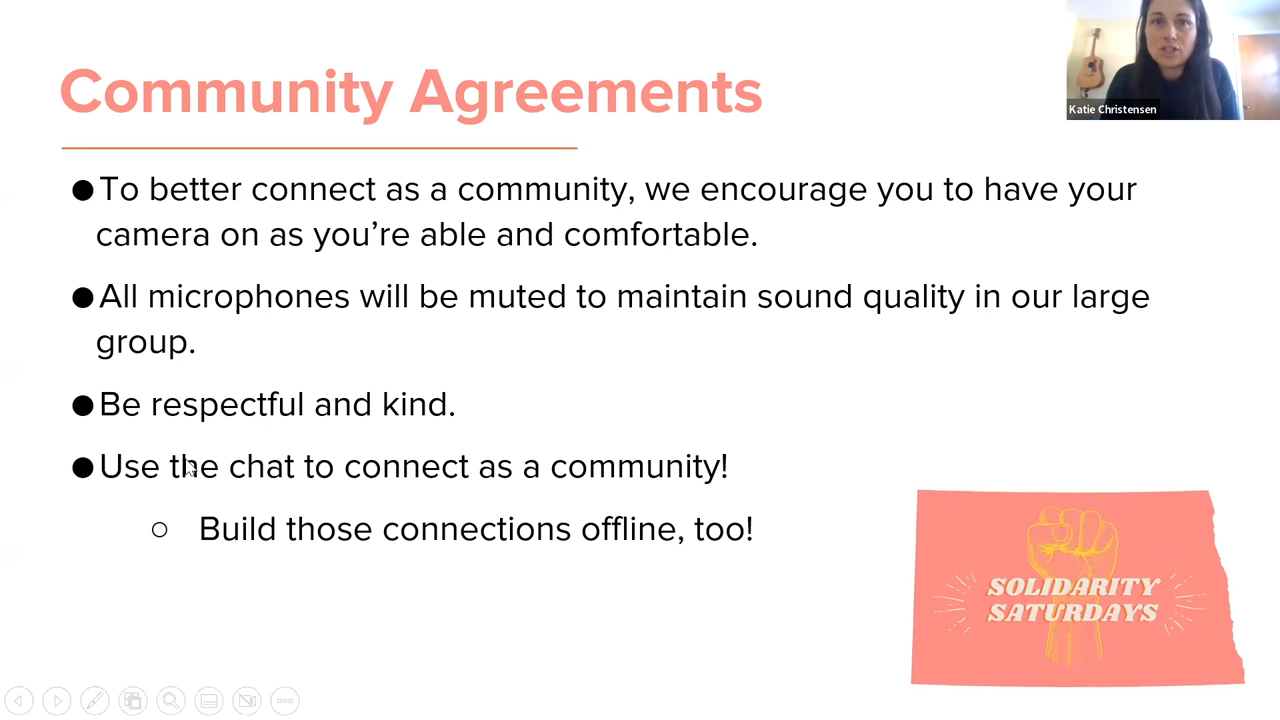 Community Agreements
Katie Christensen
●To better connect as a community, we encourage you to have your
camera on as you’re able and comfortable.
●All microphones will be muted to maintain sound quality in our large
group.
●Be respectful and kind.
●Use the chat to connect as a community!
○ Build those connections offline, too!
SOLIDARITY
SATURDAYS